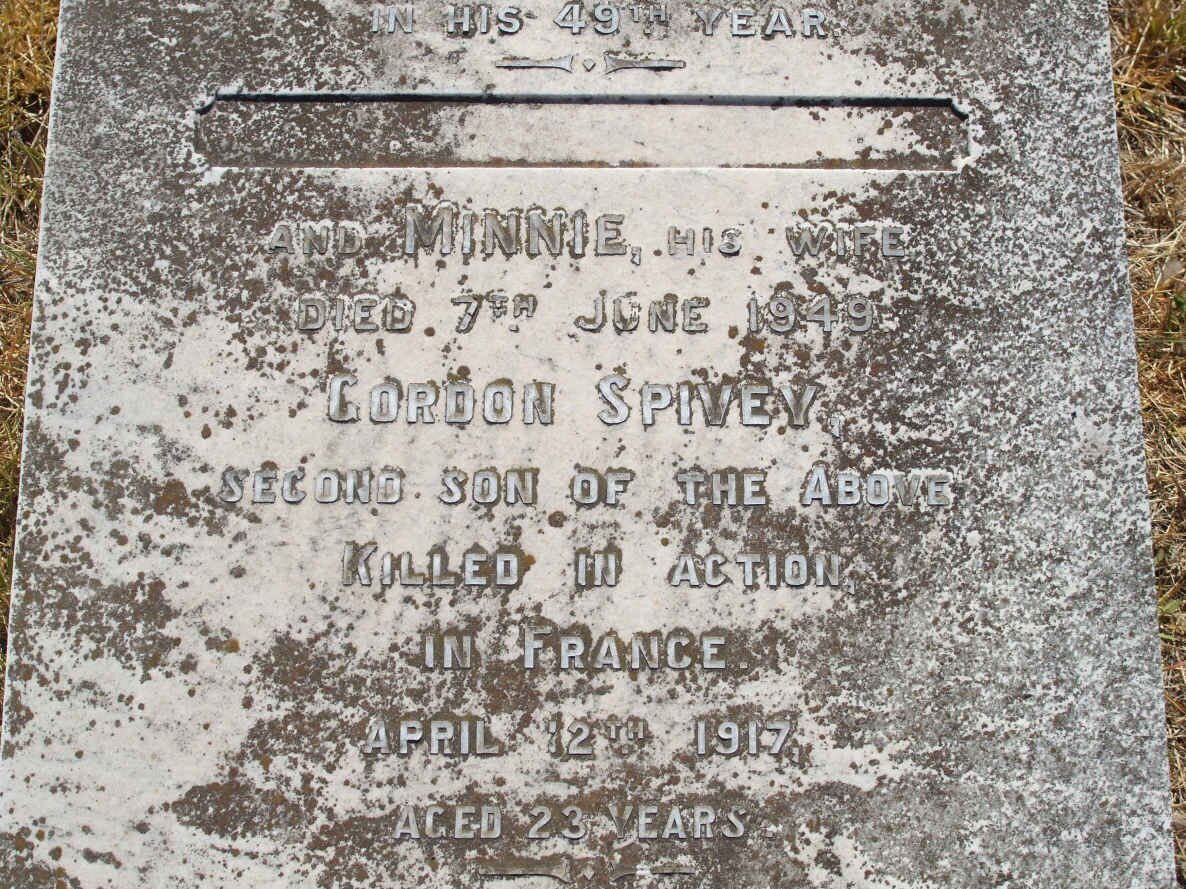 IN HIS 49TH YEAR.
AND MINNIE, HIS WIFE
DIED 7TH JUNE 1949
GORDON SPIVEY,
SECOND SON OF THE ABOVE
KILLED IN ACTION,
IN FRANCE.
APRIL 12TH 1917,
AGED 23 YEARS.